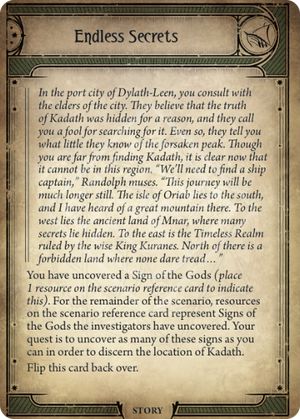 Endless Secrets
In the port city of Dylath-Leen, you consult with
the elders of the city. They believe that the truth
of Kadath was hidden for a reason, and they call
you a fool for searching for it. Even so, they tell you
what little they know of the forsaken peak. Though
you are far from finding Kadath, it is clear now that
it cannot be in this region. “We’ll need to find a ship
captain,” Randolph muses. “This journey will be
much longer still. The isle of Oriab lies to the south,
and I have heard of a great mountain there. To the
west lies the ancient land of Mnar, where many
secrets lie hidden. To the east is the Timeless Realm
ruled by the wise King Kuranes. North of there is a
forbidden land where none dare tread…”
You have uncovered a Sign of the Gods (place
1 resource on the scenario reference card to indicate
this). For the remainder of the scenario, resources
on the scenario reference card represent Signs of
the Gods the investigators have uncovered. Your
quest is to uncover as many of these signs as you
can in order to discern the location of Kadath.
Flip this card back over.
STORY